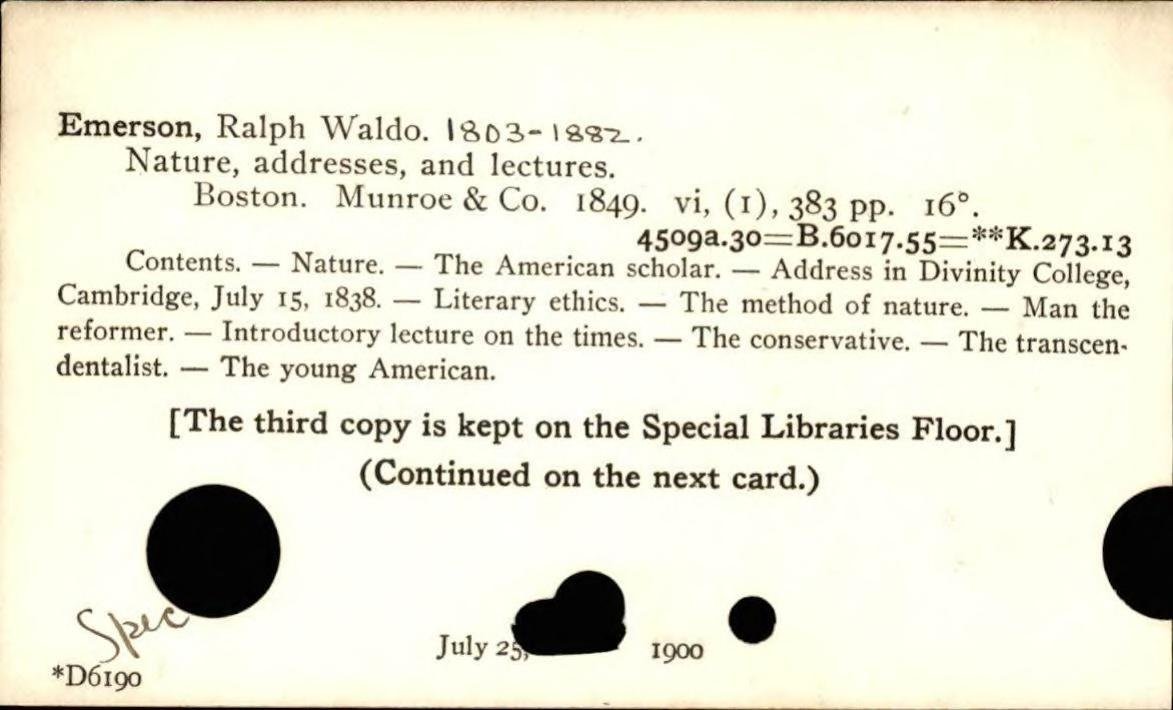 Emerson, Ralph Waldo. 1803-1882.
Nature, addresses, and lectures.
Boston. Munroe & Co. 1849. vi, (1), 383 pp. 16°.
4509a.30=B.6017.55=**K.273.13
Contents. — Nature. — The American scholar. — Address in Divinity College,
Cambridge, July 15, 1838. — Literary ethics. — The method of nature. — Man the
reformer. — Introductory lecture on the times. — The conservative. — The transcen-
dentalist. — The young American.
[The third copy is kept on the Special Libraries Floor.]
(Continued on the next card.)
Spec
July 25, 1900
*D6190